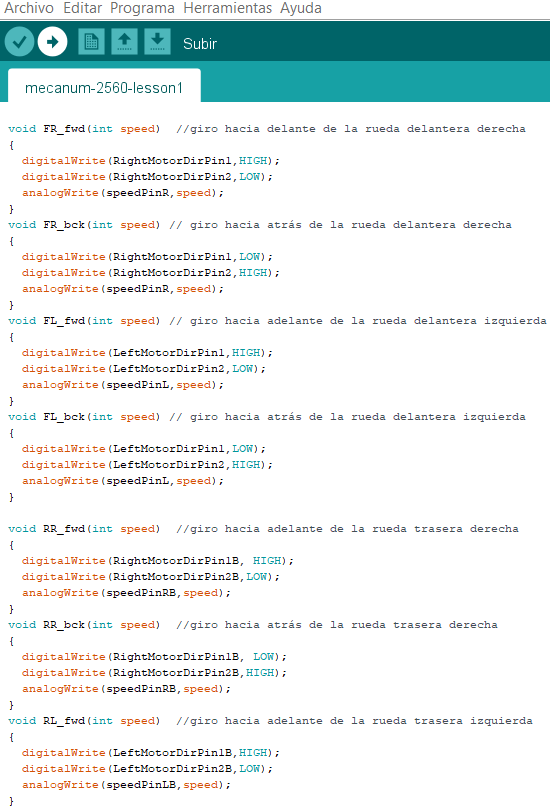 Archivo Editar Programa Herramientas Ayuda
Subir
mecanum-2560-lesson1
void FR_fwd(int speed)  //giro hacia delante de la rueda delantera derecha
{
  digitalWrite(RightMotorDirPin1,HIGH);
  digitalWrite(RightMotorDirPin2,LOW);
  analogWrite(speedPinR,speed);
}
void FR_bck(int speed) // giro hacia atrás de la rueda delantera derecha
{
  digitalWrite(RightMotorDirPin1,LOW);
  digitalWrite(RightMotorDirPin2,HIGH);
  analogWrite(speedPinR,speed);
}
void FL_fwd(int speed) // giro hacia adelante de la rueda delantera izquierda
{
  digitalWrite(LeftMotorDirPin1,HIGH);
  digitalWrite(LeftMotorDirPin2,LOW);
  analogWrite(speedPinL,speed);
}
void FL_bck(int speed) // giro hacia atrás de la rueda delantera izquierda
{
  digitalWrite(LeftMotorDirPin1,LOW);
  digitalWrite(LeftMotorDirPin2,HIGH);
  analogWrite(speedPinL,speed);
}
void RR_fwd(int speed)  //giro hacia adelante de la rueda trasera derecha
{
  digitalWrite(RightMotorDirPin1B, HIGH);
  digitalWrite(RightMotorDirPin2B,LOW);
  analogWrite(speedPinRB,speed);
}
void RR_bck(int speed)  //giro hacia atrás de la rueda trasera derecha
{
  digitalWrite(RightMotorDirPin1B, LOW);
  digitalWrite(RightMotorDirPin2B,HIGH);
  analogWrite(speedPinRB,speed);
}
void RL_fwd(int speed)  //giro hacia adelante de la rueda trasera izquierda
{
  digitalWrite(LeftMotorDirPin1B,HIGH);
  digitalWrite(LeftMotorDirPin2B,LOW);
  analogWrite(speedPinLB,speed);
}